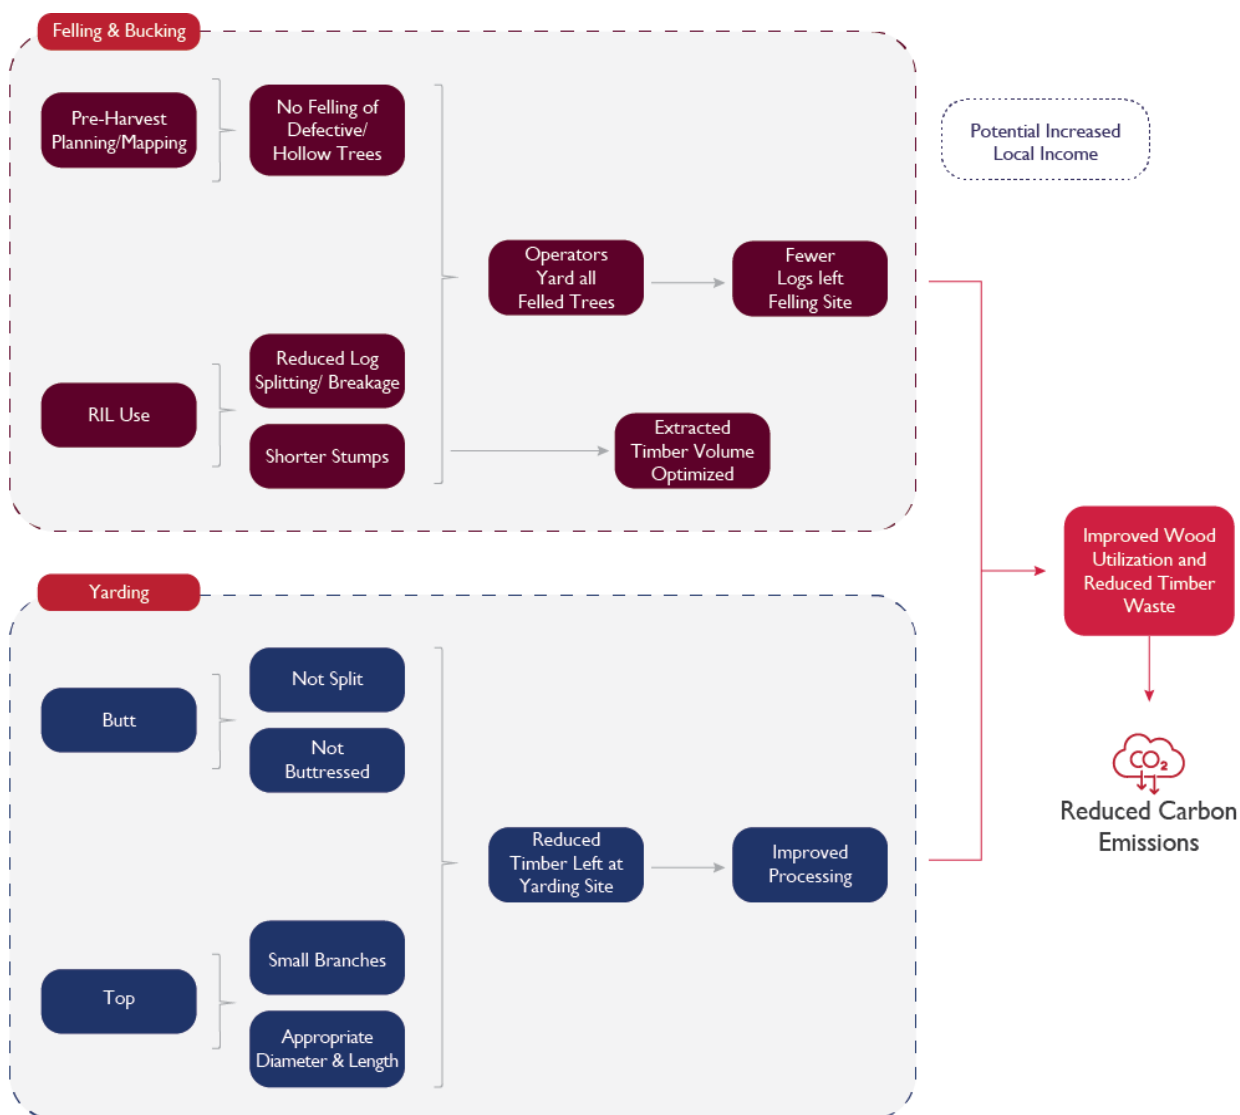 Felling & Bucking
Pre-Harvest
Planning/Mapping
No Felling of
Defective/
Hollow Trees
Potential Increased
Local Income
Operators
Yard all
Felled Trees
Fewer
Logs left
Felling Site
RIL Use
Reduced Log
Splitting/ Breakage
Shorter Stumps
Extracted
Timber Volume
Optimized
Improved Wood
Utilization and
Reduced Timber
Waste
Yarding
Butt
Not Split
Not
Buttressed
CO₂
Reduced Carbon
Emissions
Reduced
Timber Left at
Yarding Site
Improved
Processing
Top
Small Branches
Appropriate
Diameter & Length